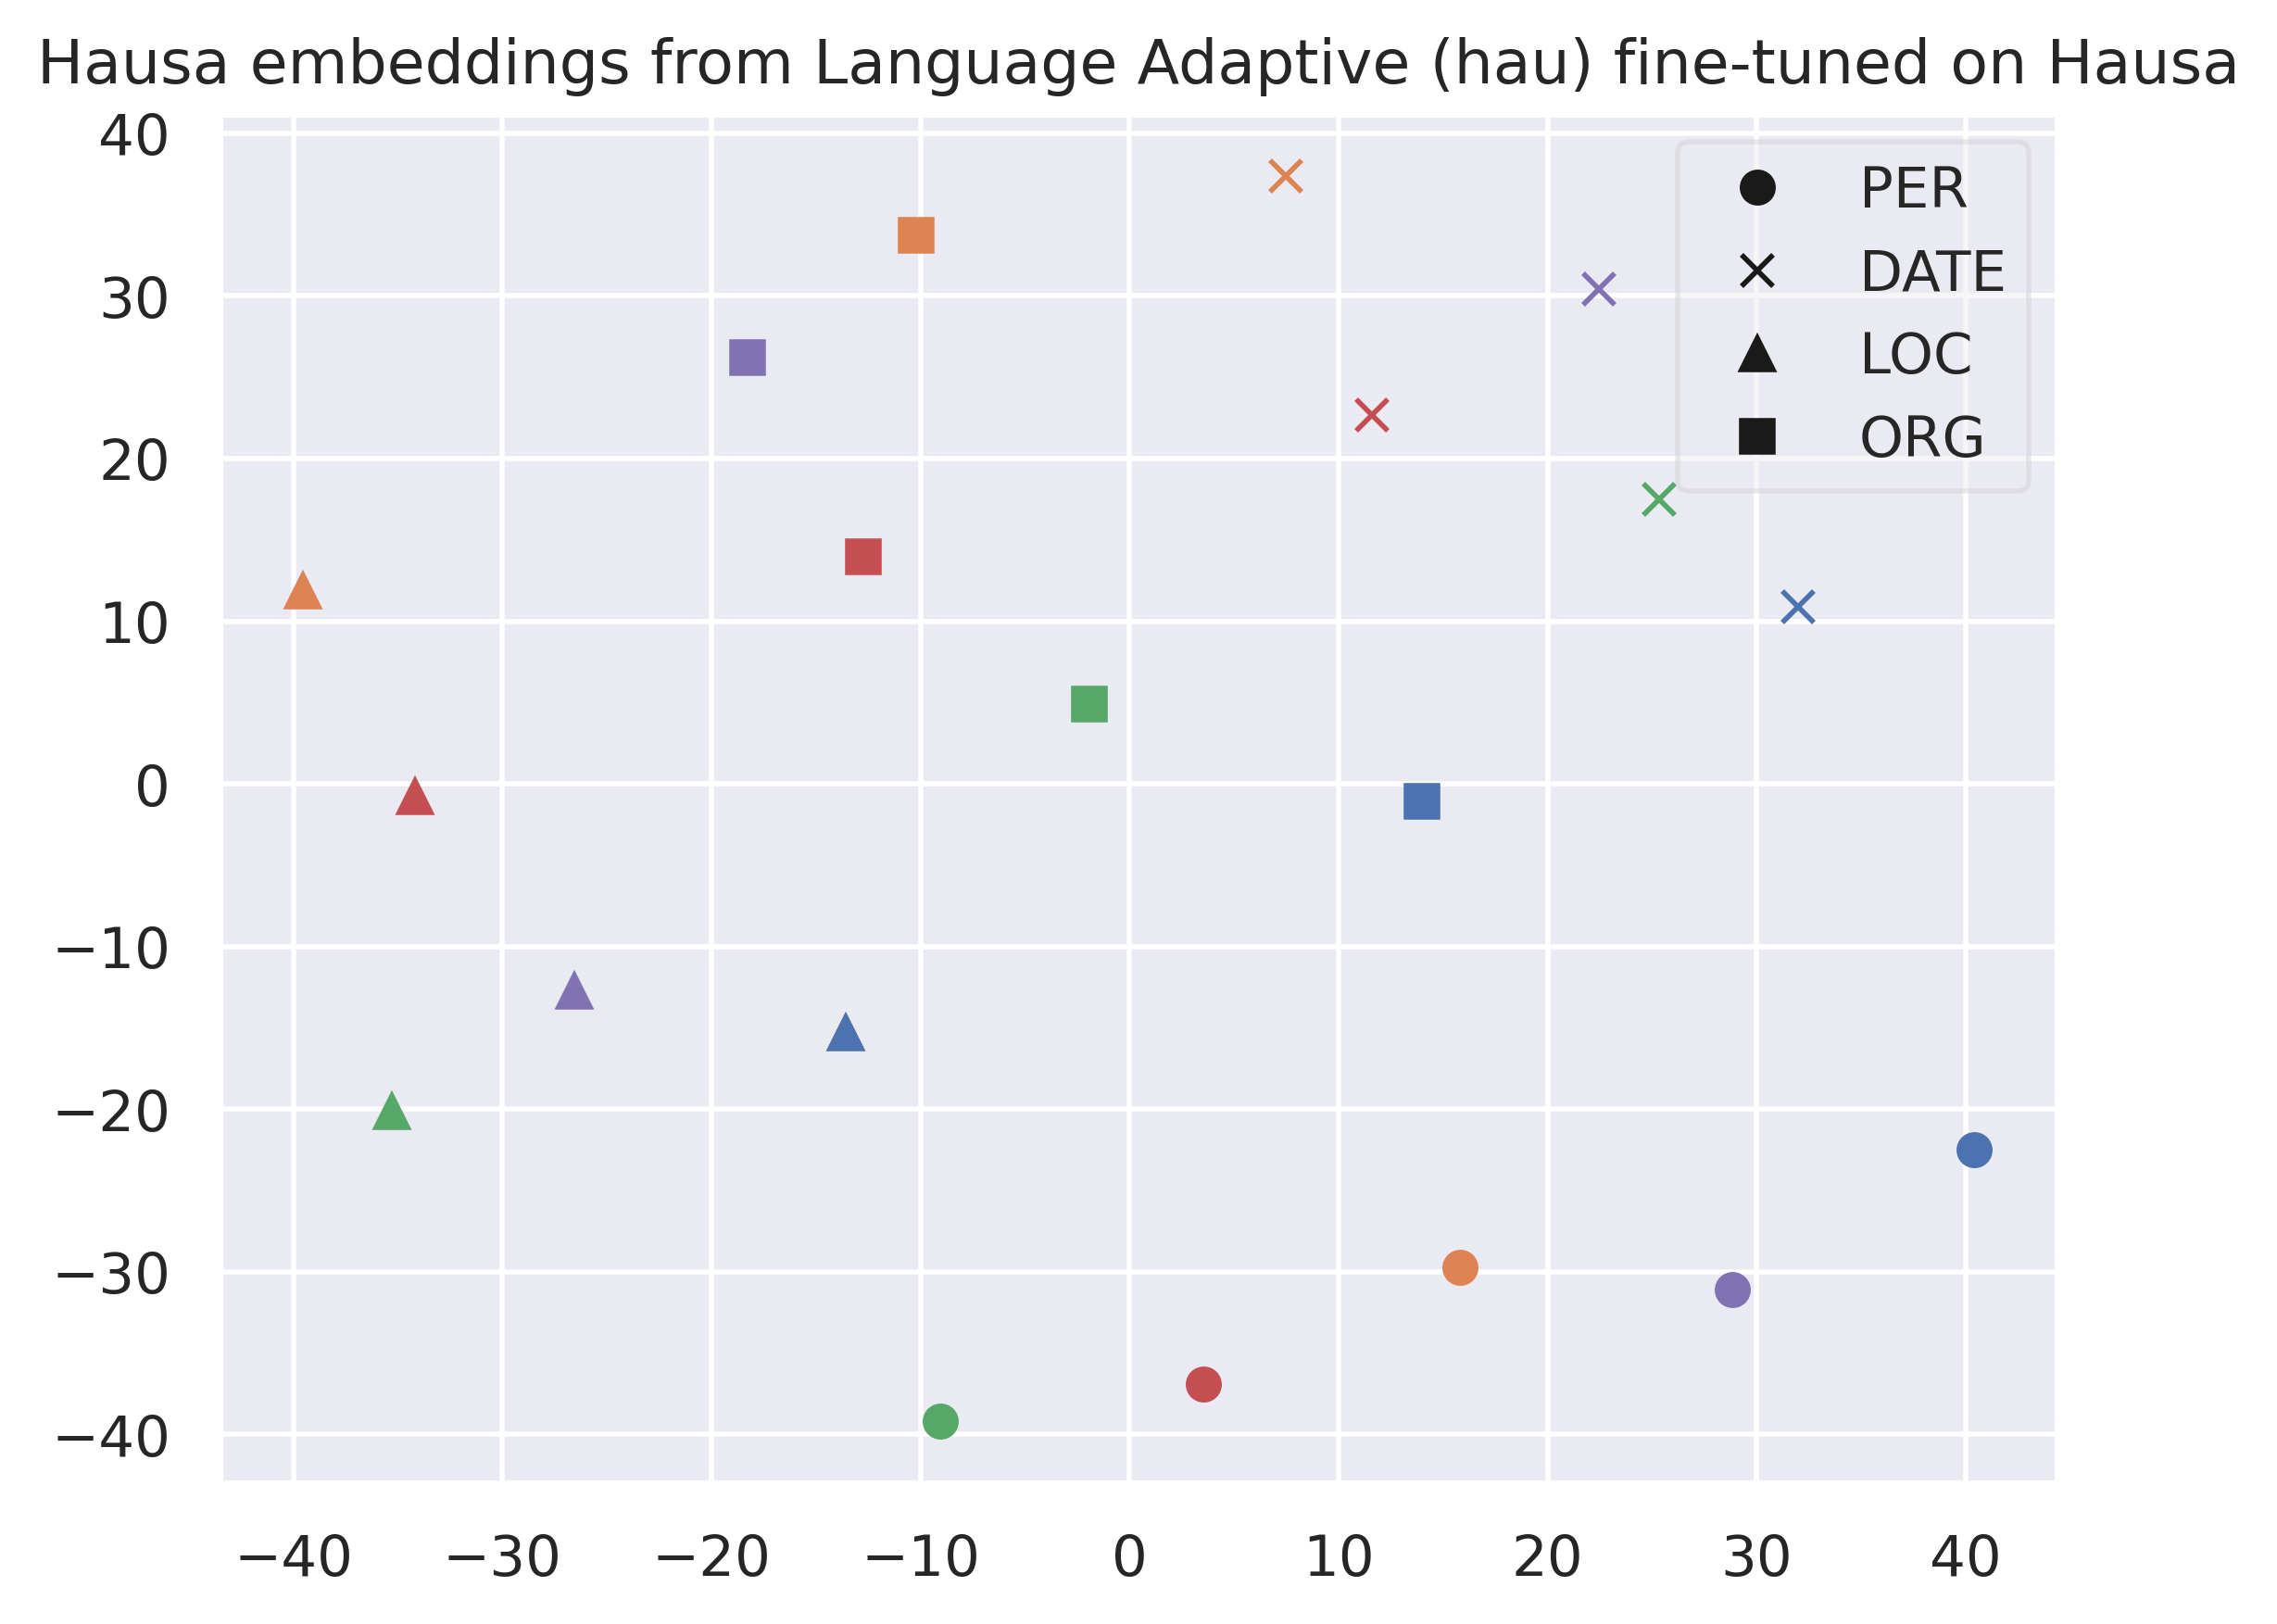 Hausa embeddings from Language Adaptive (hau) fine-tuned on Hausa
PER
DATE
LOC
ORG
40
30
20
10
0
−10
−20
−30
−40
−40 −30 −20 −10 0 10 20 30 40